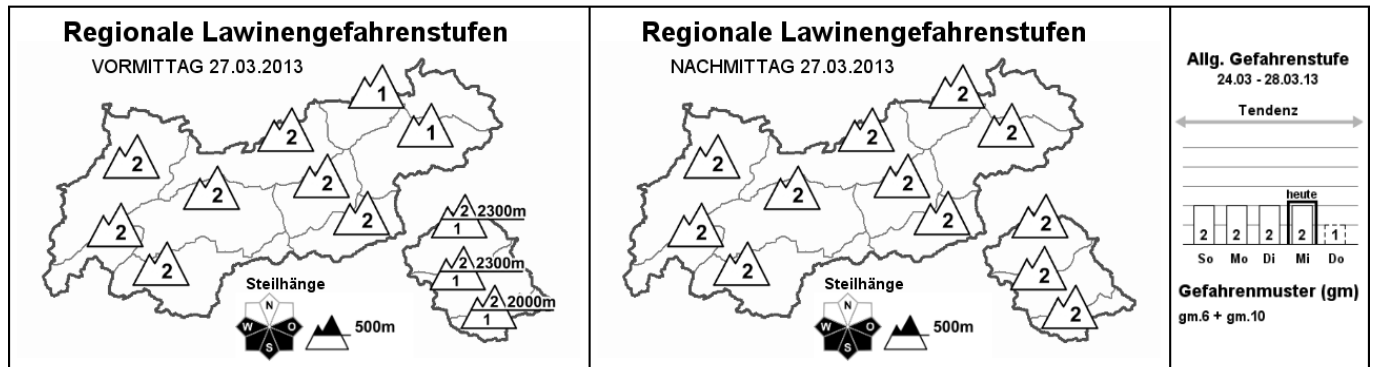 Regionale Lawinengefahrenstufen
VORMITTAG 27.03.2013
1
2
1
2
2
2
2
2
2
2 2300m
1
2 2300m
1
2 2000m
1
Steilhänge
N
W O
S
500m
Regionale Lawinengefahrenstufen
NACHMITTAG 27.03.2013
2
2
2
2
2
2
2
2
2
2
2
2
Steilhänge
N
W O
S
500m
Allg. Gefahrenstufe
24.03 - 28.03.13
Tendenz
heute
2 2 2 2 1
So Mo Di Mi Do
Gefahrenmuster (gm)
gm.6 + gm.10